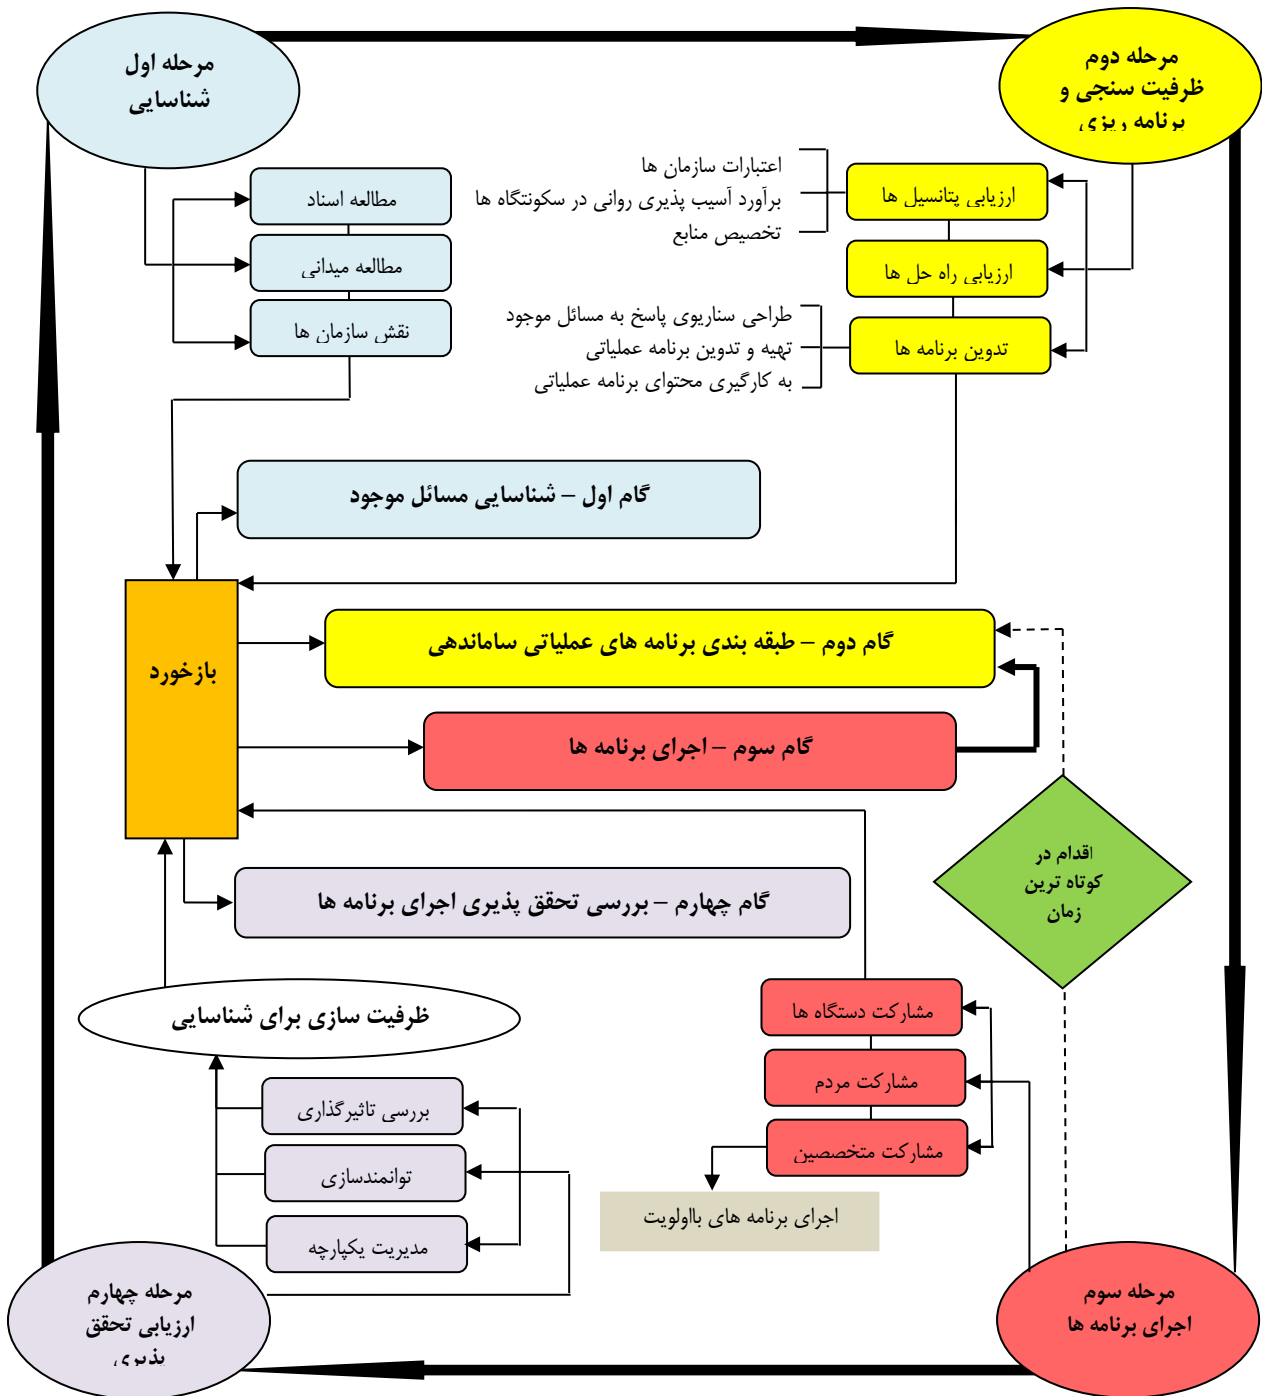 مرحله اول
شناسایی
مرحله دوم
ظرفیت سنجی و
برنامه ریزی
مطالعه اسناد
مطالعه میدانی
نقش سازمان ها
ارزیابی پتانسیل ها
ارزیابی راه حل ها
تدوین برنامه ها
اعتبارات سازمان ها
برآورد آسیب پذیری روانی در سکونتگاه ها
تخصیص منابع
طراحی سناریوی پاسخ به مسائل موجود
تهیه و تدوین برنامه عملیاتی
به کارگیری محتوای برنامه عملیاتی
گام اول – شناسایی مسائل موجود
بازخورد
گام دوم – طبقه بندی برنامه های عملیاتی ساماندهی
گام سوم – اجرای برنامه ها
اقدام در
کوتاه ترین
زمان
گام چهارم – بررسی تحقق پذیری اجرای برنامه ها
ظرفیت سازی برای شناسایی
مشارکت دستگاه ها
مشارکت مردم
مشارکت متخصصین
اجرای برنامه های بااولویت
بررسی تاثیرگذاری
توانمندسازی
مدیریت یکپارچه
مرحله سوم
اجرای برنامه ها
مرحله چهارم
ارزیابی تحقق
پذیری